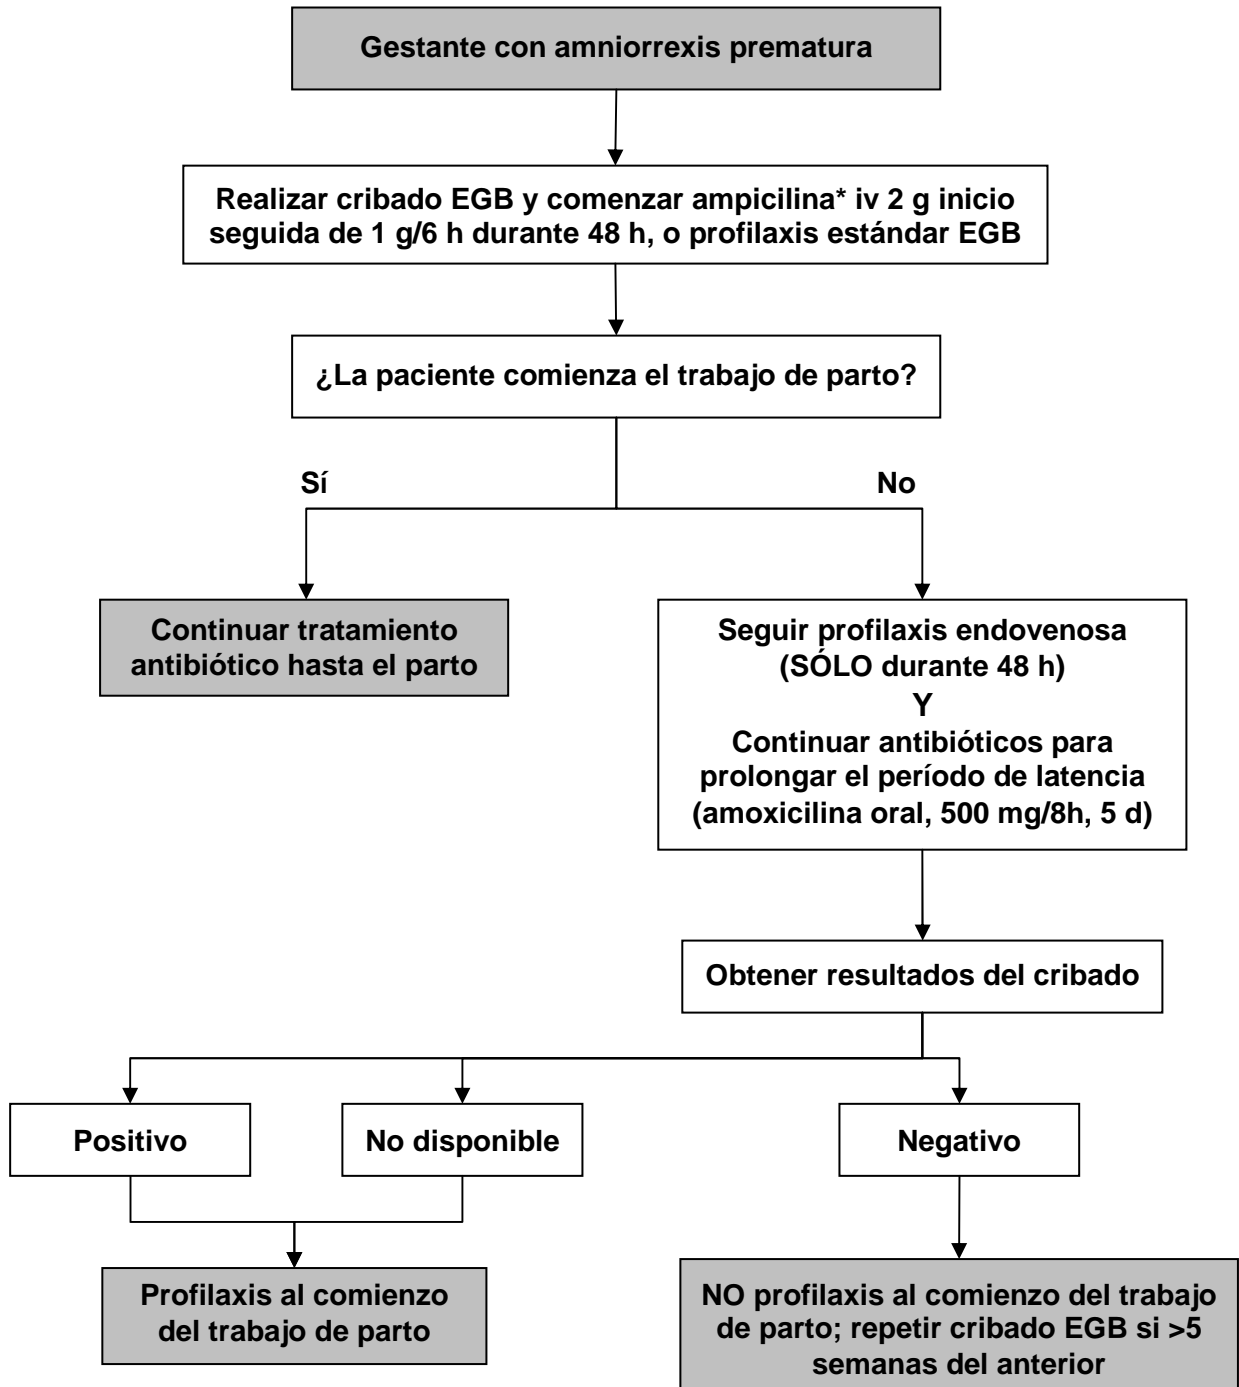 Gestante con amniorrexis prematura
Realizar cribado EGB y comenzar ampicilina* iv 2 g inicio
seguida de 1 g/6 h durante 48 h, o profilaxis estándar EGB
¿La paciente comienza el trabajo de parto?
Sí
No
Continuar tratamiento
antibiótico hasta el parto
Seguir profilaxis endovenosa
(SÓLO durante 48 h)
Y
Continuar antibióticos para
prolongar el período de latencia
(amoxicilina oral, 500 mg/8h, 5 d)
Obtener resultados del cribado
Positivo
No disponible
Negativo
Profilaxis al comienzo
del trabajo de parto
NO profilaxis al comienzo del trabajo
de parto; repetir cribado EGB si >5
semanas del anterior